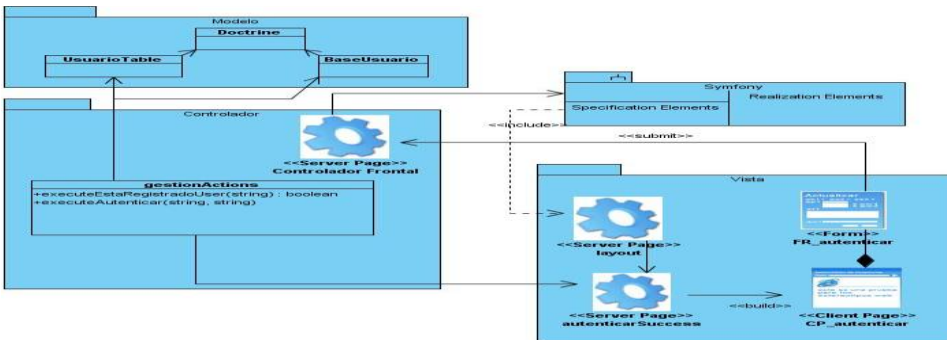 Modelo
Doctrine
UsuarioTable
BaseUsuario
Symfony
Specification Elements
Realization Elements
Controlador
<<include>>
<<submit>>
<<Server Page>>
Controlador Frontal
gestionActions
+executeEstaRegistradoUser(string) : boolean
+executeAutenticar(string, string)
Vista
Actualizar
<<Server Page>>
layout
<<Form>>
FR_autenticar
<<build>>
<<Server Page>>
autenticarSuccess
<<Client Page>>
CP_autenticar